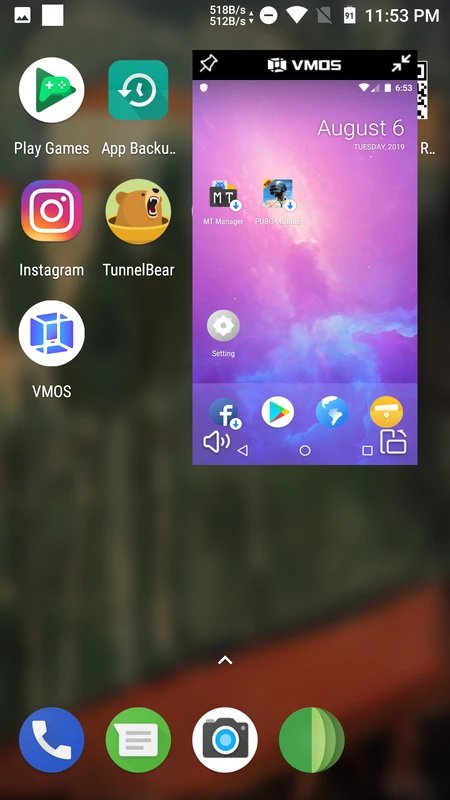 518B/s
512B/s
91
11:53 PM
VMOS
6:53
August 6
TUESDAY, 2019
Play Games
App Backu..
R..
MT
MT Manager
PUBG MOBILE
Instagram
TunnelBear
Setting
VMOS